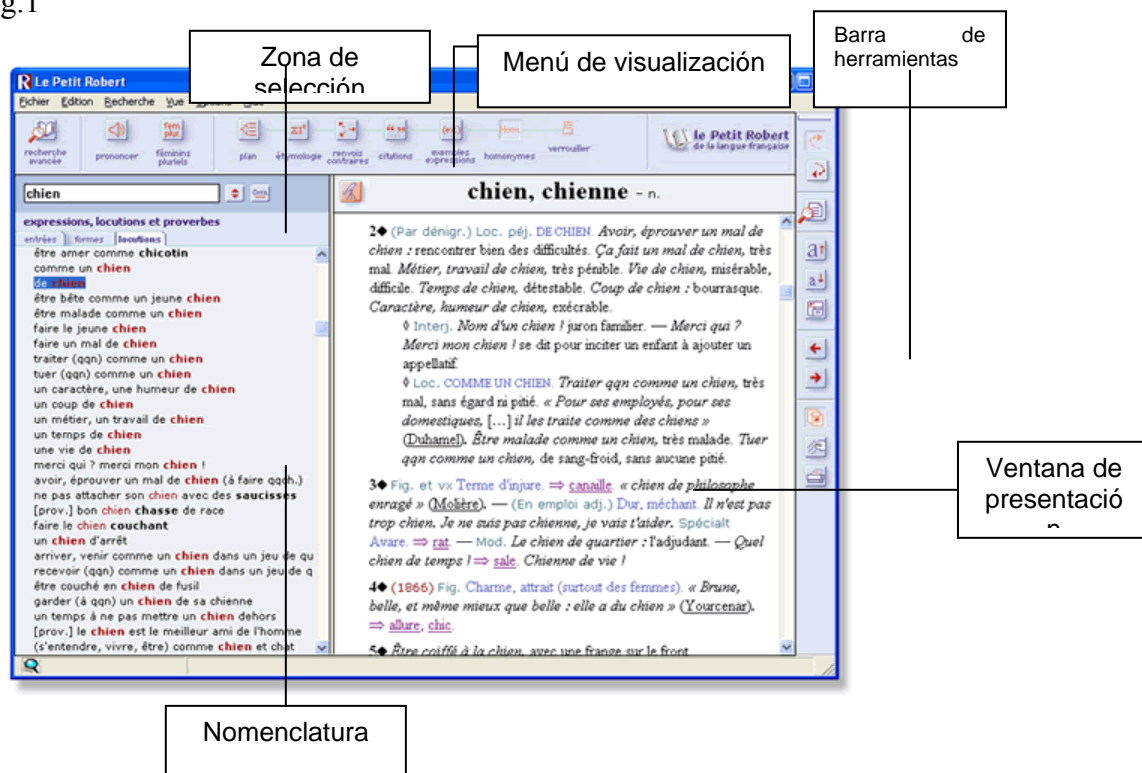 g.1
Zona de
selección
Menú de visualización
Barra de
herramientas
Le Petit Robert
Fichier Edition Recherche Vue
recherche
avancée
prononcer
féminins
pluriels
plan
étymologie
renvois
contraires
citations
exemples
expressions
homonymes
verrouiller
le Petit Robert
de la langue française
chien
chien, chienne - n.
expressions, locutions et proverbes
entrées formes locutions
être amer comme chicotin
comme un chien
de chien
être bête comme un jeune chien
être malade comme un chien
faire le jeune chien
faire un mal de chien
traiter (qqn) comme un chien
tuer (qqn) comme un chien
un caractère, une humeur de chien
un coup de chien
un métier, un travail de chien
un temps de chien
une vie de chien
merci qui ? merci mon chien !
avoir, éprouver un mal de chien (à faire qqch.)
ne pas attacher son chien avec des saucisses
[prov.] bon chien chasse de race
faire le chien couchant
un chien d'arrêt
arriver, venir comme un chien dans un jeu de qu
recevoir (qqn) comme un chien dans un jeu de q
être couché en chien de fusil
garder (à qqn) un chien de sa chienne
un temps à ne pas mettre un chien dehors
[prov.] le chien est le meilleur ami de l'homme
(s'entendre, vivre, être) comme chien et chat
2◆ (Par dénigr.) Loc. péj. DE CHIEN. Avoir, éprouver un mal de
chien : rencontrer bien des difficultés. Ça fait un mal de chien, très
mal. Métier, travail de chien, très pénible. Vie de chien, misérable,
difficile. Temps de chien, détestable. Coup de chien : bourrasque.
Caractère, humeur de chien, exécrable.
◊ Interj. Nom d'un chien ! juron familier. — Merci qui ?
Merci mon chien ! se dit pour inciter un enfant à ajouter un
appellatif.
◊ Loc. COMME UN CHIEN. Traiter qqn comme un chien, très
mal, sans égard ni pitié. « Pour ses employés, pour ses
domestiques, […] il les traite comme des chiens »
(Duhamel). Être malade comme un chien, très malade. Tuer
qqn comme un chien, de sang-froid, sans aucune pitié.
3◆ Fig. et vx Terme d'injure. ⇒ canaille. « chien de philosophe
enragé » (Molière). — (En emploi adj.) Dur, méchant. Il n'est pas
trop chien. Je ne suis pas chienne, je vais t'aider. Spécialt
Avare. ⇒ rat. — Mod. Le chien de quartier : l'adjudant. — Quel
chien de temps ! ⇒ sale. Chienne de vie !
4◆ (1866) Fig. Charme, attrait (surtout des femmes). « Brune,
belle, et même mieux que belle : elle a du chien » (Yourcenar).
⇒ allure, chic.
5◆ Être coiffé à la chien, avec une frange sur le front
Ventana de
presentació
n
Nomenclatura